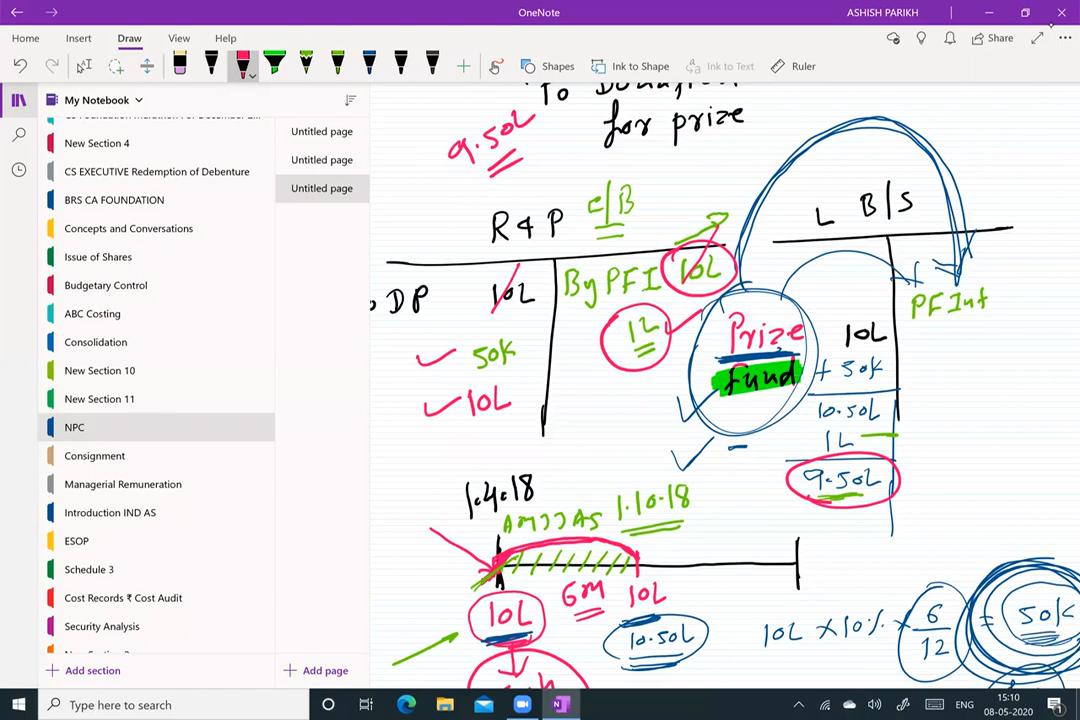 OneNote
ASHISH PARIKH
Home Insert Draw View Help
Share
Shapes Ink to Shape Ink to Text Ruler
My Notebook
New Section 4
CS EXECUTIVE Redemption of Debenture
BRS CA FOUNDATION
Concepts and Conversations
Issue of Shares
Budgetary Control
ABC Costing
Consolidation
New Section 10
New Section 11
NPC
Consignment
Managerial Remuneration
Introduction IND AS
ESOP
Schedule 3
Cost Records ₹ Cost Audit
Security Analysis
Add section
Untitled page
Untitled page
Untitled page
Add page
for prize
9.50L
R & P C/B
L B/S
DP 10L By PFI 10L
1L
50K
10L
Prize
Fund
10L
+ 50K
10.50L
1L
9.50L
PF Int
1.4.18
AMJJAS 1.10.18
10L 6M 10L
10.50L
10L × 10% × 6/12 = 50K
Type here to search
ENG
15:10
08-05-2020